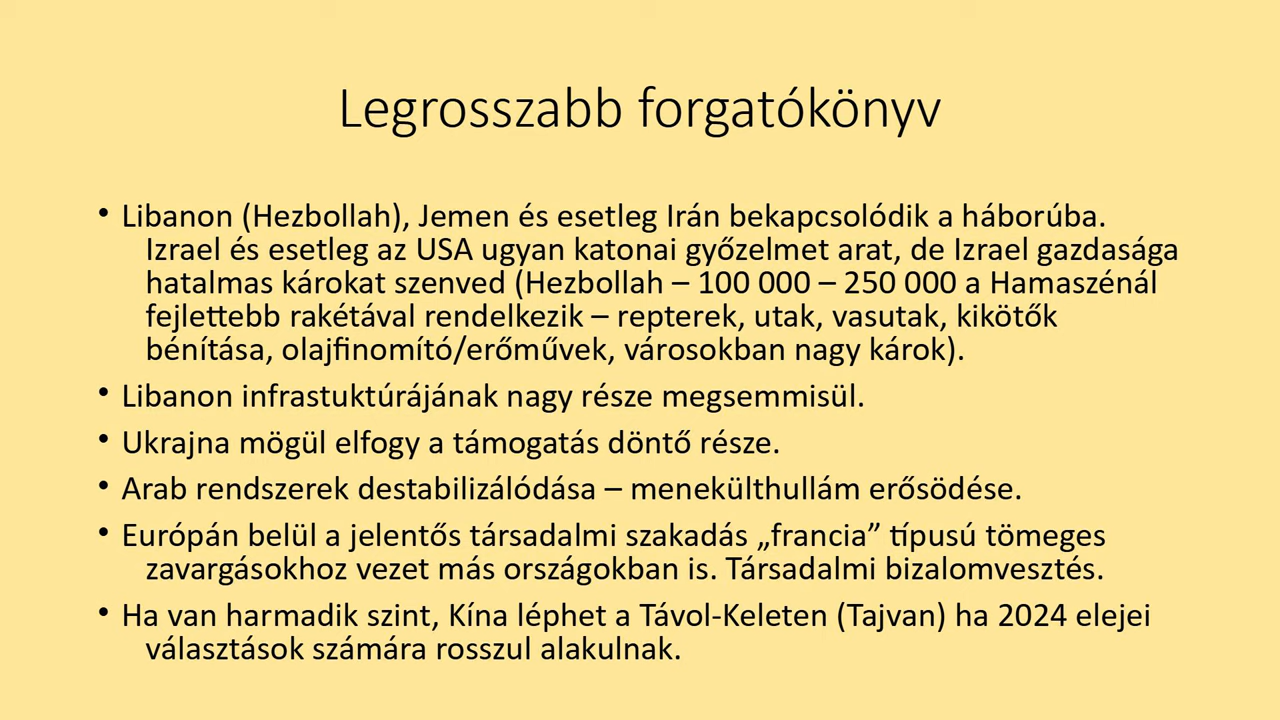 Legrosszabb forgatókönyv
• Libanon (Hezbollah), Jemen és esetleg Irán bekapcsolódik a háborúba.
Izrael és esetleg az USA ugyan katonai győzelmet arat, de Izrael gazdasága
hatalmas károkat szenved (Hezbollah – 100 000 – 250 000 a Hamaszénál
fejlettebb rakétával rendelkezik – repterek, utak, vasutak, kikötők
bénítása, olajfinomító/erőművek, városokban nagy károk).
• Libanon infrastuktúrájának nagy része megsemmisül.
• Ukrajna mögül elfogy a támogatás döntő része.
• Arab rendszerek destabilizálódása – menekülthullám erősödése.
• Európán belül a jelentős társadalmi szakadás „francia” típusú tömeges
zavargásokhoz vezet más országokban is. Társadalmi bizalomvesztés.
• Ha van harmadik szint, Kína léphet a Távol-Keleten (Tajvan) ha 2024 elejei
választások számára rosszul alakulnak.